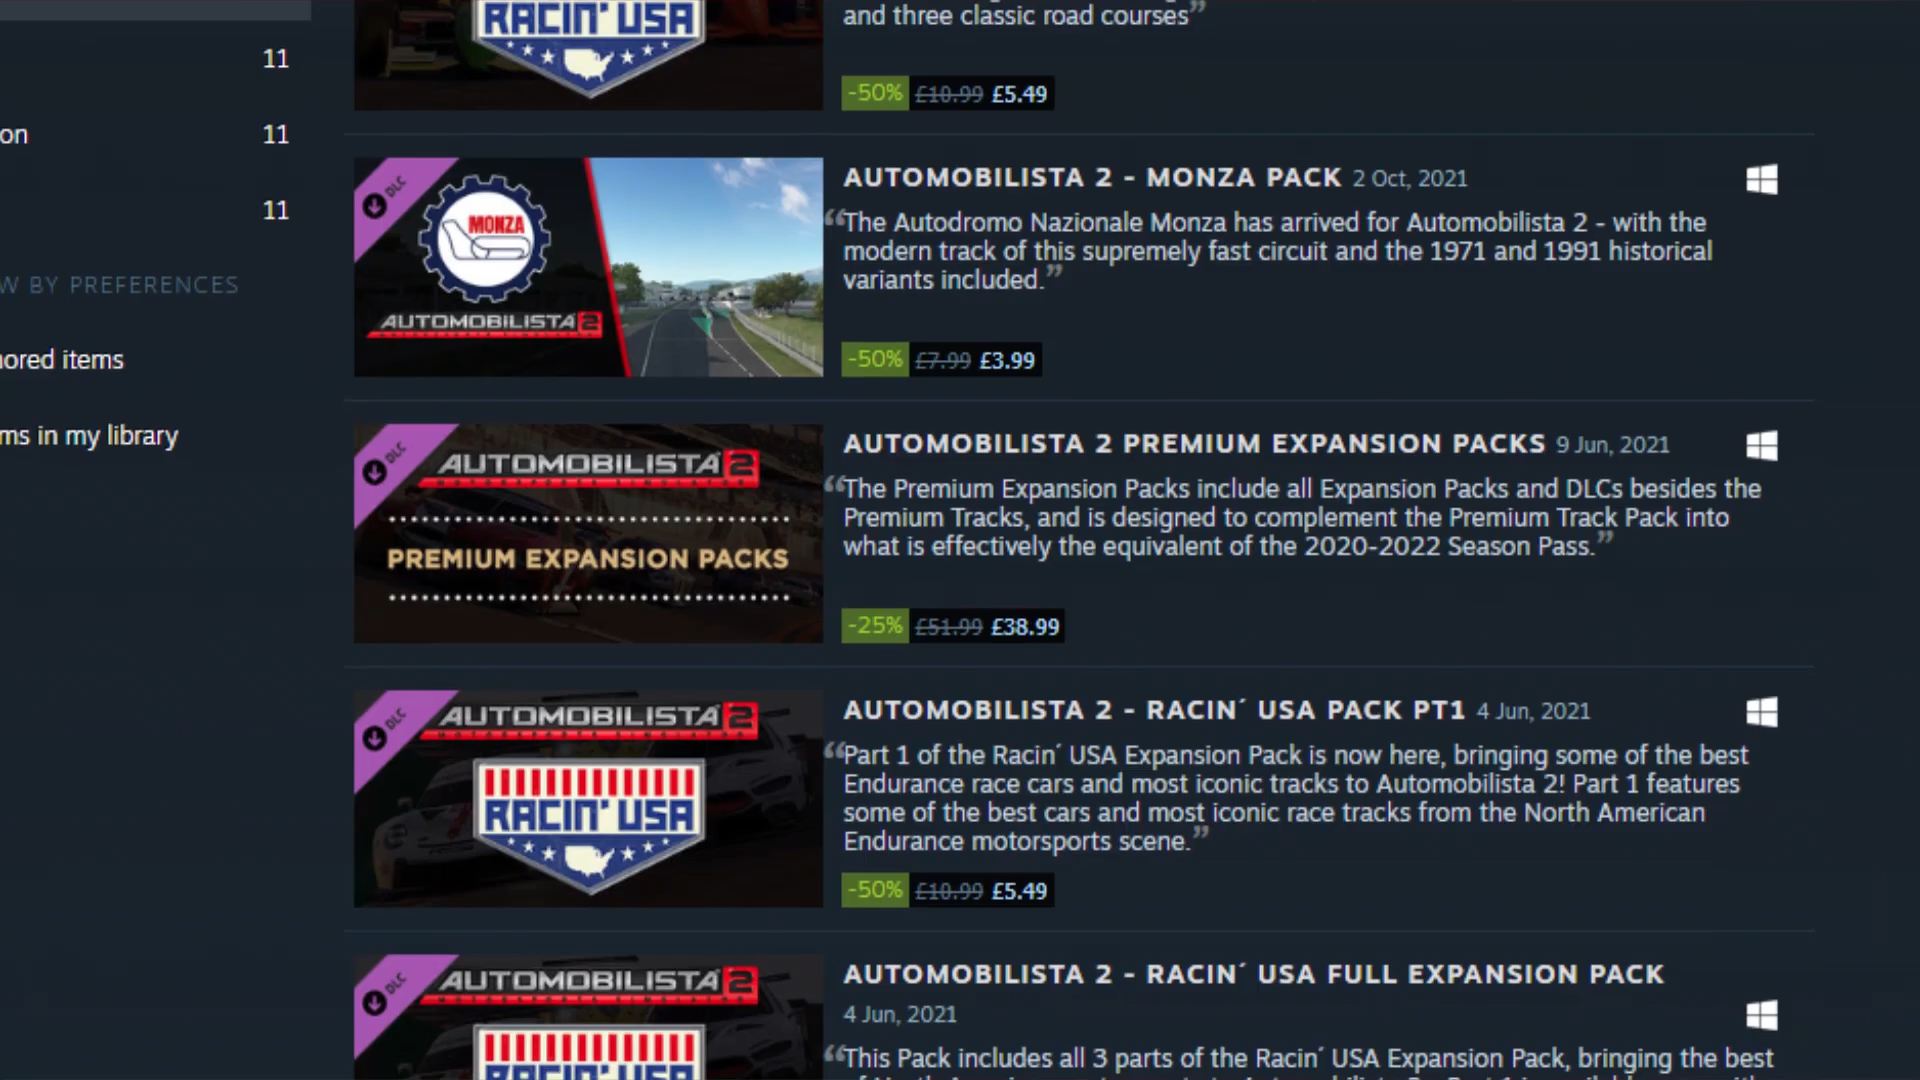 RACIN' USA
and three classic road courses”
11
-50% £10.99 £5.49
on
11
11
W BY PREFERENCES
nored items
ms in my library
DLC
MONZA
AUTOMOBILISTA 2
AUTOMOBILISTA 2 - MONZA PACK 2 Oct, 2021
“The Autodromo Nazionale Monza has arrived for Automobilista 2 - with the
modern track of this supremely fast circuit and the 1971 and 1991 historical
variants included.”
-50% £7.99 £3.99
DLC
AUTOMOBILISTA 2
PREMIUM EXPANSION PACKS
AUTOMOBILISTA 2 PREMIUM EXPANSION PACKS 9 Jun, 2021
“The Premium Expansion Packs include all Expansion Packs and DLCs besides the
Premium Tracks, and is designed to complement the Premium Track Pack into
what is effectively the equivalent of the 2020-2022 Season Pass.”
-25% £51.99 £38.99
DLC
AUTOMOBILISTA 2
RACIN' USA
AUTOMOBILISTA 2 - RACIN´ USA PACK PT1 4 Jun, 2021
“Part 1 of the Racin´ USA Expansion Pack is now here, bringing some of the best
Endurance race cars and most iconic tracks to Automobilista 2! Part 1 features
some of the best cars and most iconic race tracks from the North American
Endurance motorsports scene.”
-50% £10.99 £5.49
DLC
AUTOMOBILISTA 2
RACIN' USA
AUTOMOBILISTA 2 - RACIN´ USA FULL EXPANSION PACK
4 Jun, 2021
“This Pack includes all 3 parts of the Racin´ USA Expansion Pack, bringing the best